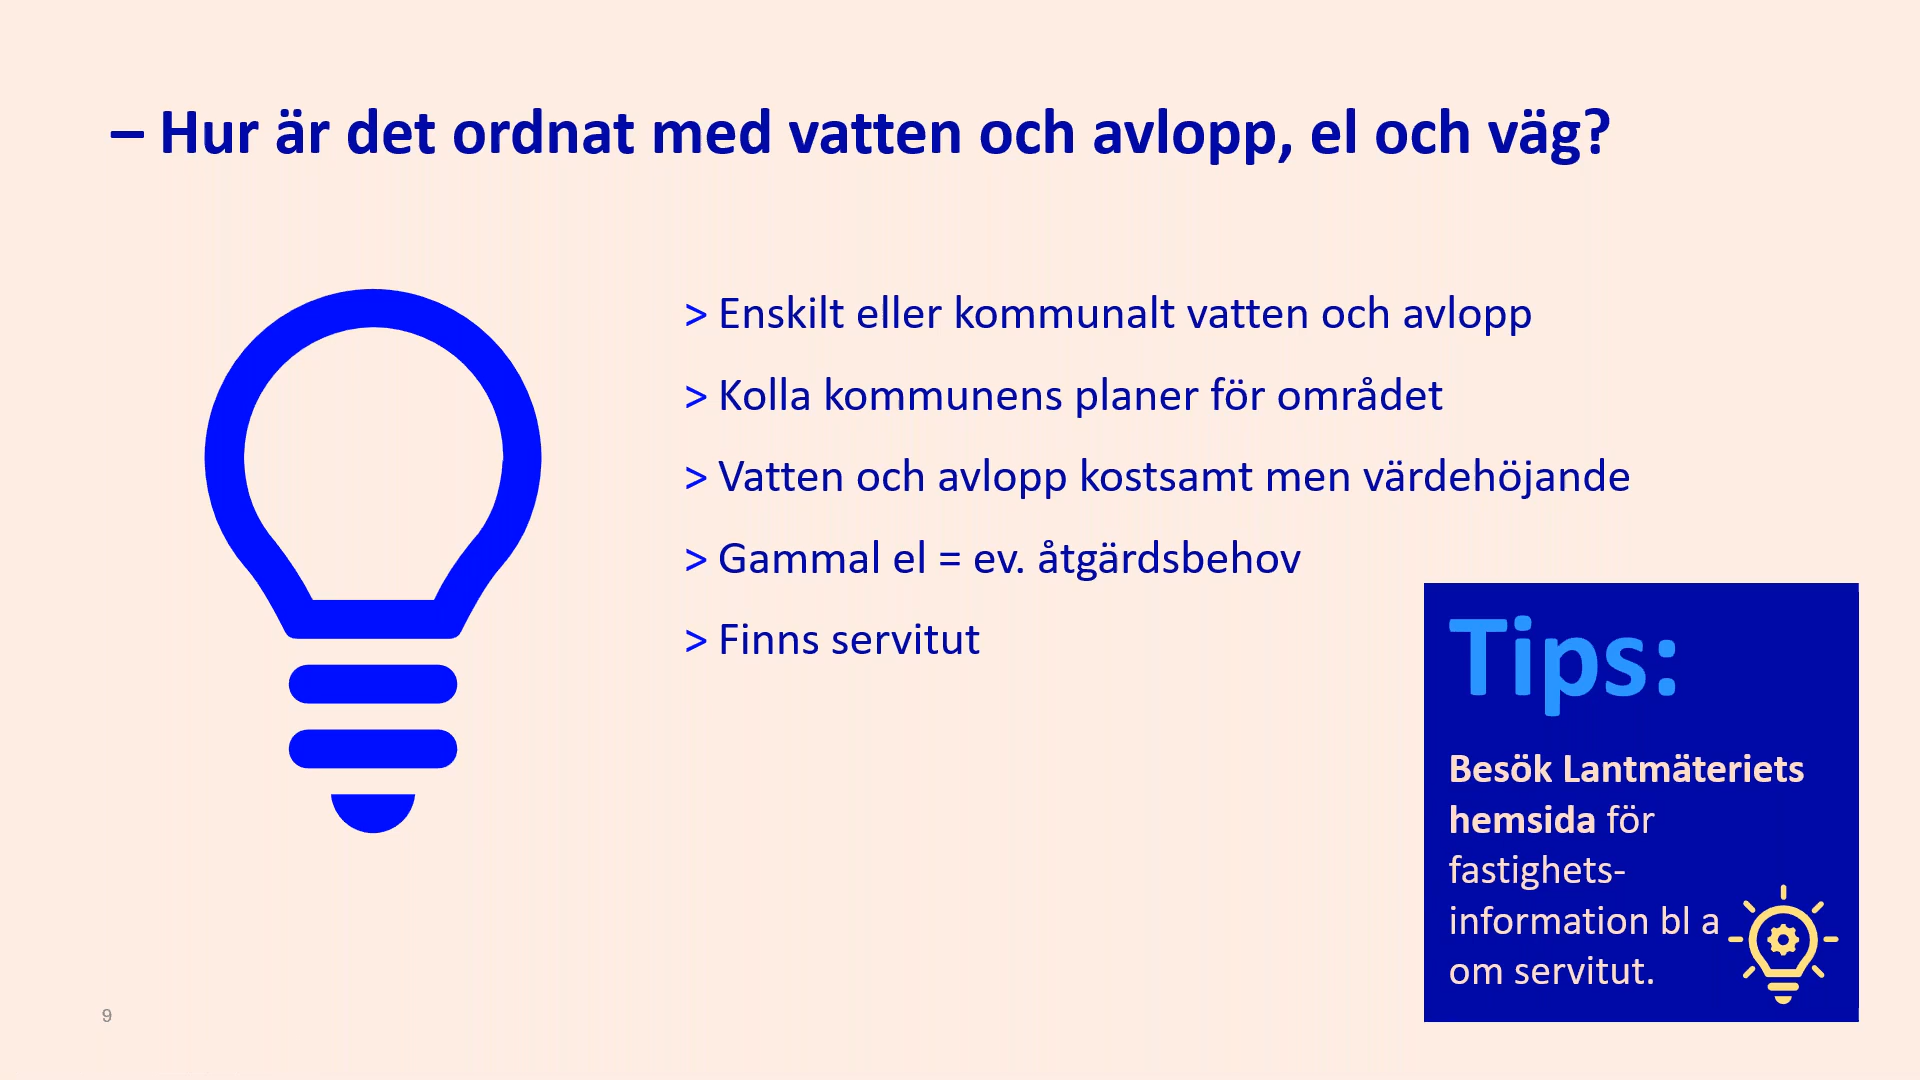 – Hur är det ordnat med vatten och avlopp, el och väg?
> Enskilt eller kommunalt vatten och avlopp
> Kolla kommunens planer för området
> Vatten och avlopp kostsamt men värdehöjande
> Gammal el = ev. åtgärdsbehov
> Finns servitut
Tips:
Besök Lantmäteriets
hemsida för
fastighets-
information bl a
om servitut.
9